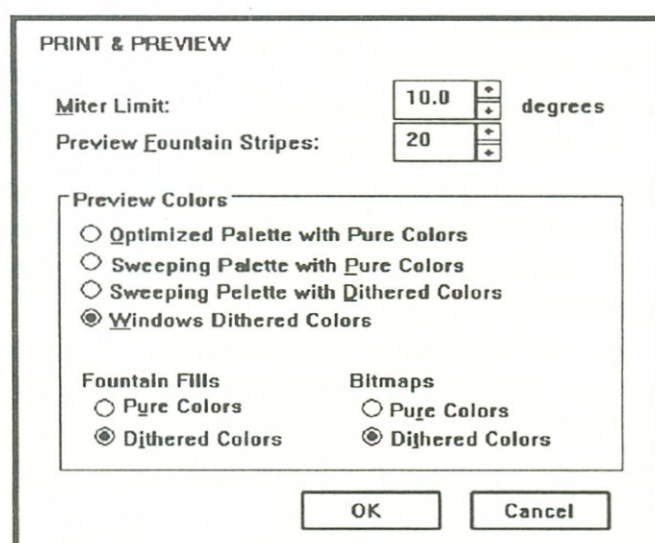 PRINT & PREVIEW
Miter Limit: 10.0 degrees
Preview Fountain Stripes: 20
Preview Colors
Optimized Palette with Pure Colors
Sweeping Palette with Pure Colors
Sweeping Pelette with Dithered Colors
Windows Dithered Colors
Fountain Fills Bitmaps
Pure Colors Pure Colors
Dithered Colors Dithered Colors
OK Cancel